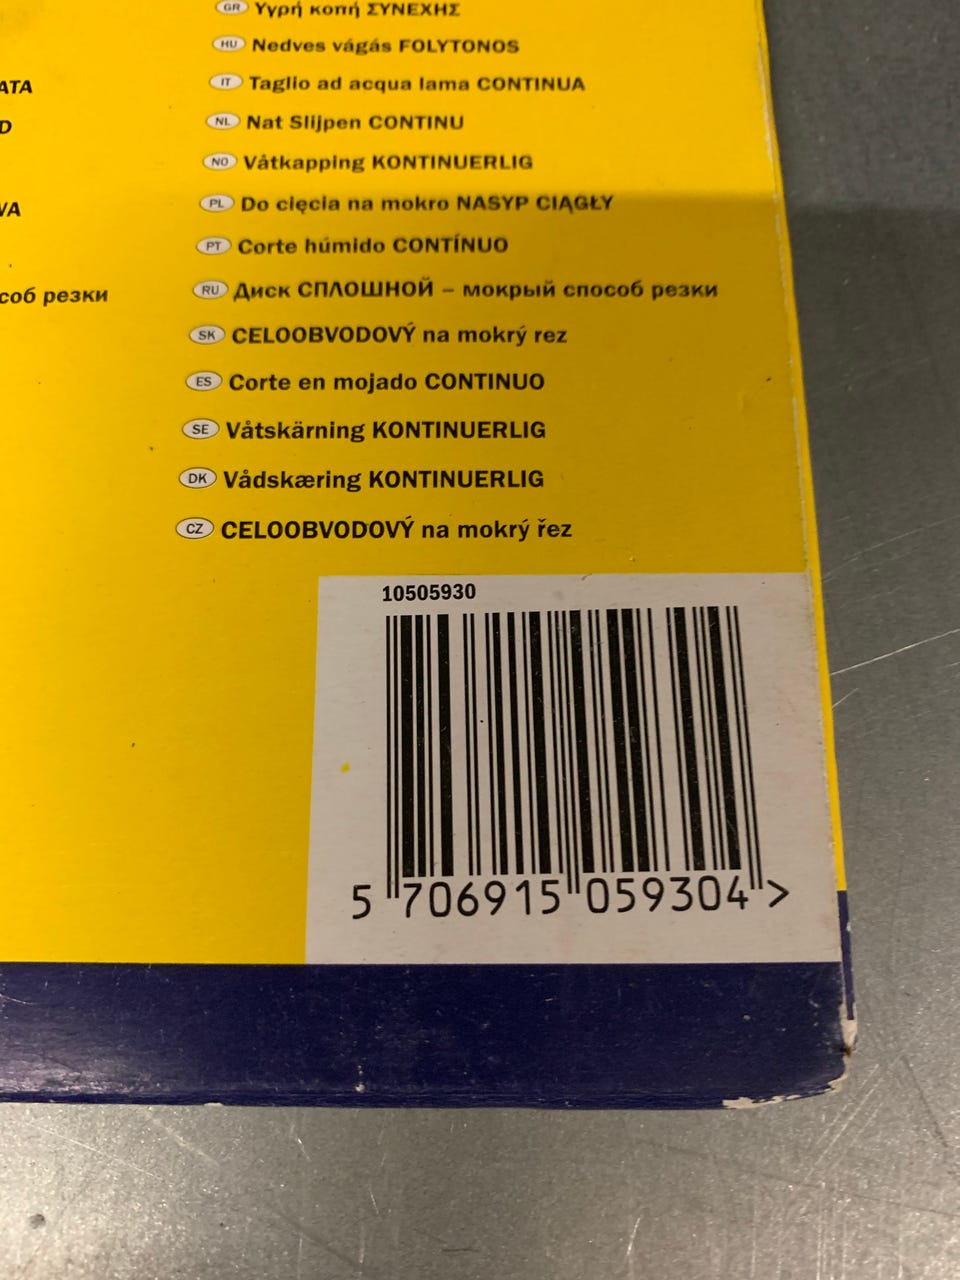 GR Υγρή κοπή ΣΥΝΕΧΗΣ
HU Nedves vágás FOLYTONOS
IT Taglio ad acqua lama CONTINUA
NL Nat Slijpen CONTINU
NO Våtkapping KONTINUERLIG
PL Do cięcia na mokro NASYP CIĄGŁY
PT Corte húmido CONTÍNUO
RU Диск СПЛОШНОЙ – мокрый способ резки
SK CELOOBVODOVÝ na mokrý rez
ES Corte en mojado CONTINUO
SE Våtskärning KONTINUERLIG
DK Vådskæring KONTINUERLIG
CZ CELOOBVODOVÝ na mokrý řez
ATA
D
VA
соб резки
10505930
5 706915 059304 >